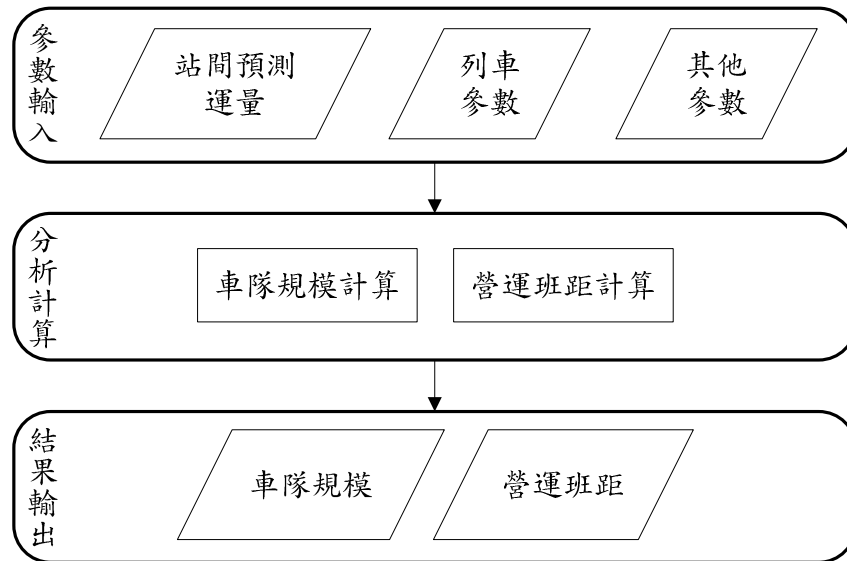 參數輸入
站間預測
運量
列車
參數
其他
參數
分析計算
車隊規模計算
營運班距計算
結果輸出
車隊規模
營運班距